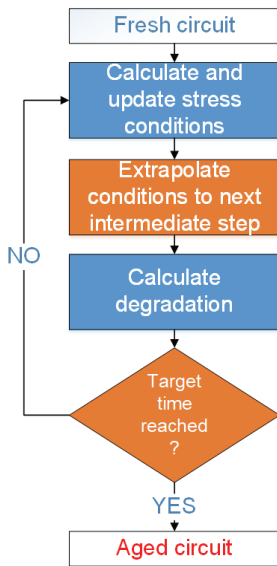 Fresh circuit
Calculate and
update stress
conditions
Extrapolate
conditions to next
intermediate step
NO
Calculate
degradation
Target
time
reached
?
YES
Aged circuit